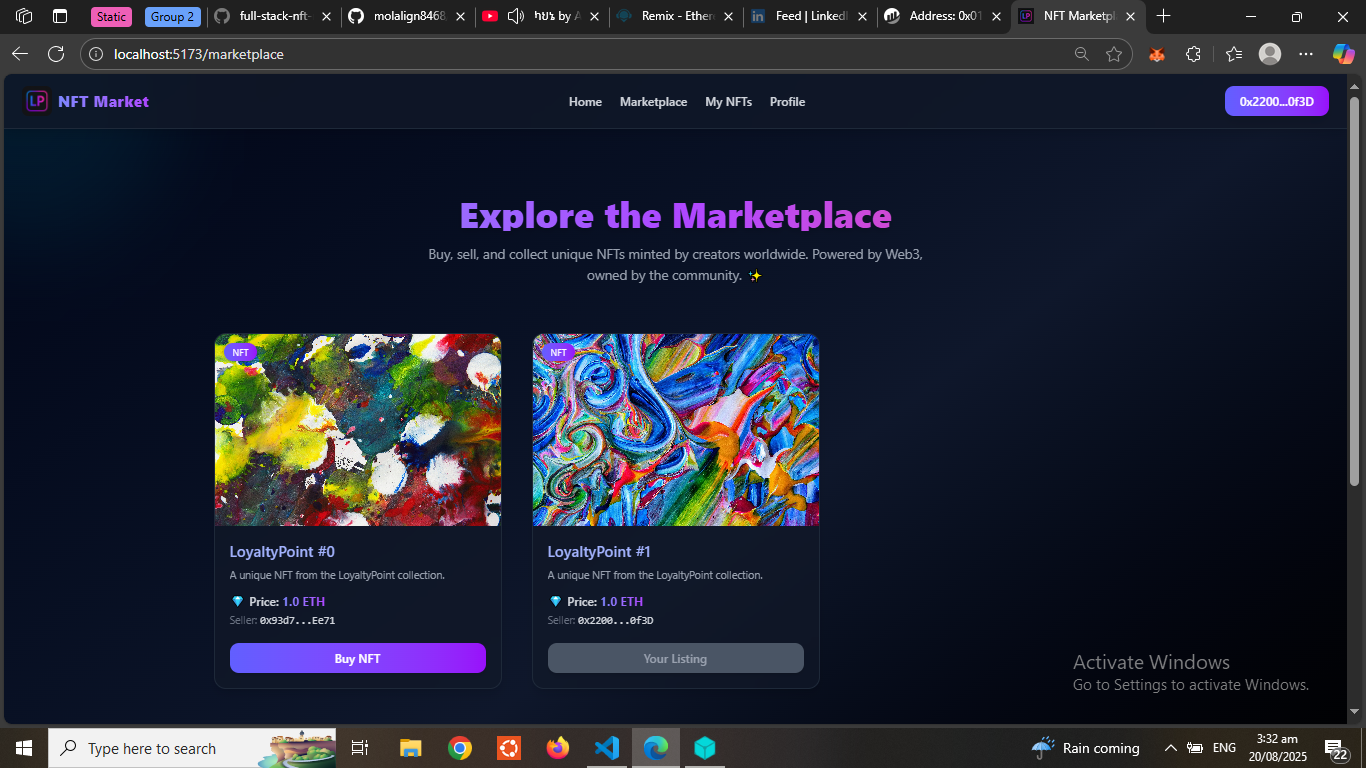 Static
Group 2
full-stack-nft-
molalign8468
Remix - Ether
Feed | LinkedI
Address: 0x01
NFT Marketpl
localhost:5173/marketplace
LP
NFT Market
Home
Marketplace
My NFTs
Profile
0x2200...0f3D
Explore the Marketplace
Buy, sell, and collect unique NFTs minted by creators worldwide. Powered by Web3,
owned by the community. ✨
NFT
LoyaltyPoint #0
A unique NFT from the LoyaltyPoint collection.
💎 Price: 1.0 ETH
Seller: 0x93d7...Ee71
Buy NFT
NFT
LoyaltyPoint #1
A unique NFT from the LoyaltyPoint collection.
💎 Price: 1.0 ETH
Seller: 0x2200...0f3D
Your Listing
Activate Windows
Go to Settings to activate Windows.
Type here to search
Rain coming
ENG
3:32 am
20/08/2025
22